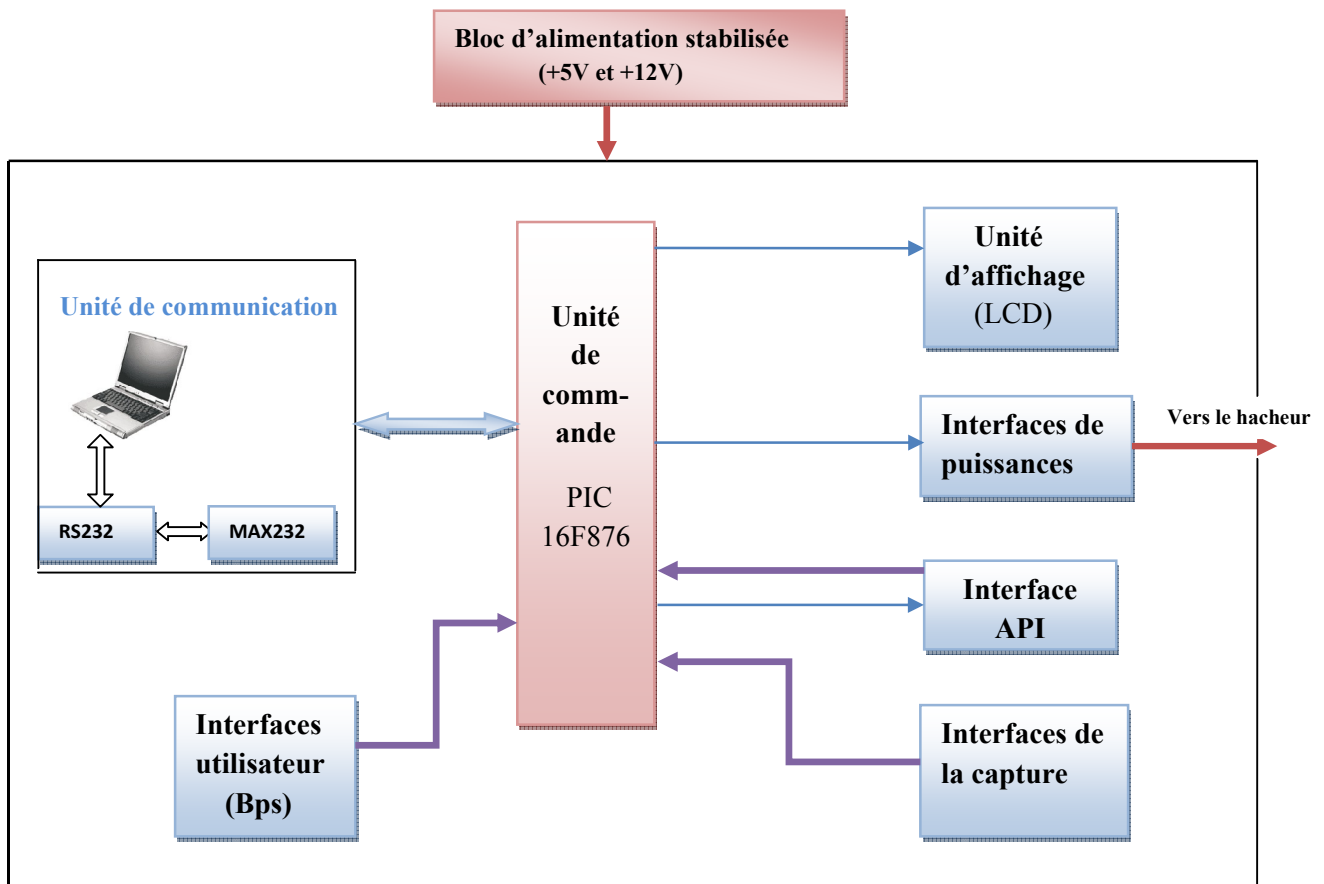 Bloc d’alimentation stabilisée
(+5V et +12V)
Unité de communication
RS232
MAX232
Unité
de
comm-
ande
PIC
16F876
Unité
d’affichage
(LCD)
Interfaces de
puissances
Vers le hacheur
Interface
API
Interfaces
utilisateur
(Bps)
Interfaces de
la capture